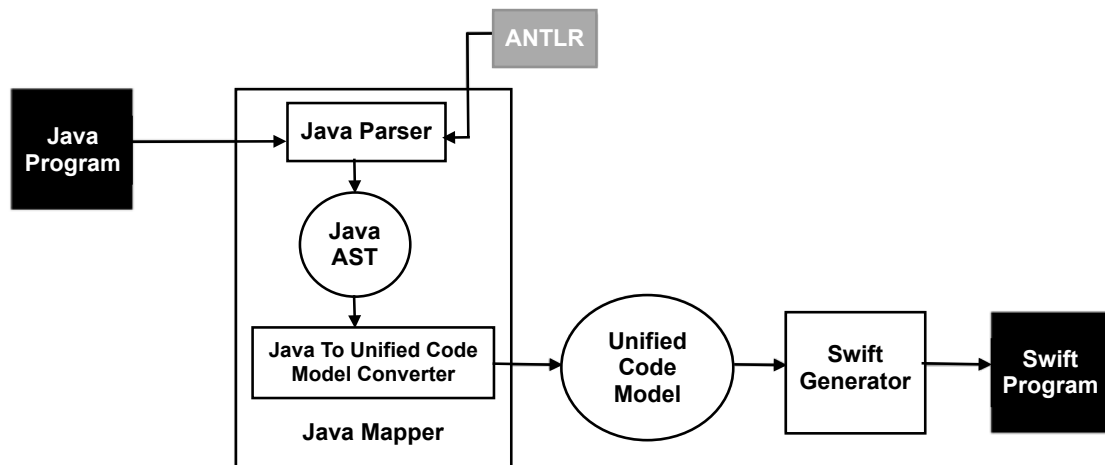 ANTLR
Java
Program
Java Parser
Java
AST
Java To Unified Code
Model Converter
Java Mapper
Unified
Code
Model
Swift
Generator
Swift
Program